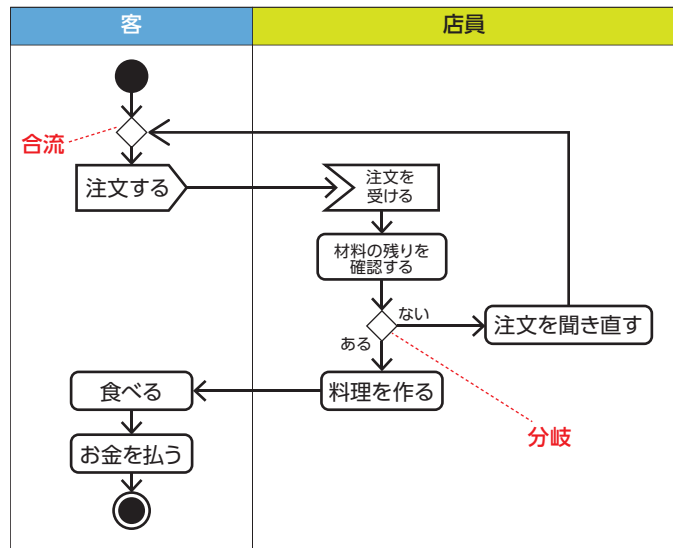 客
店員
合流
注文する
注文を
受ける
材料の残りを
確認する
ない
ある
注文を聞き直す
食べる
料理を作る
分岐
お金を払う